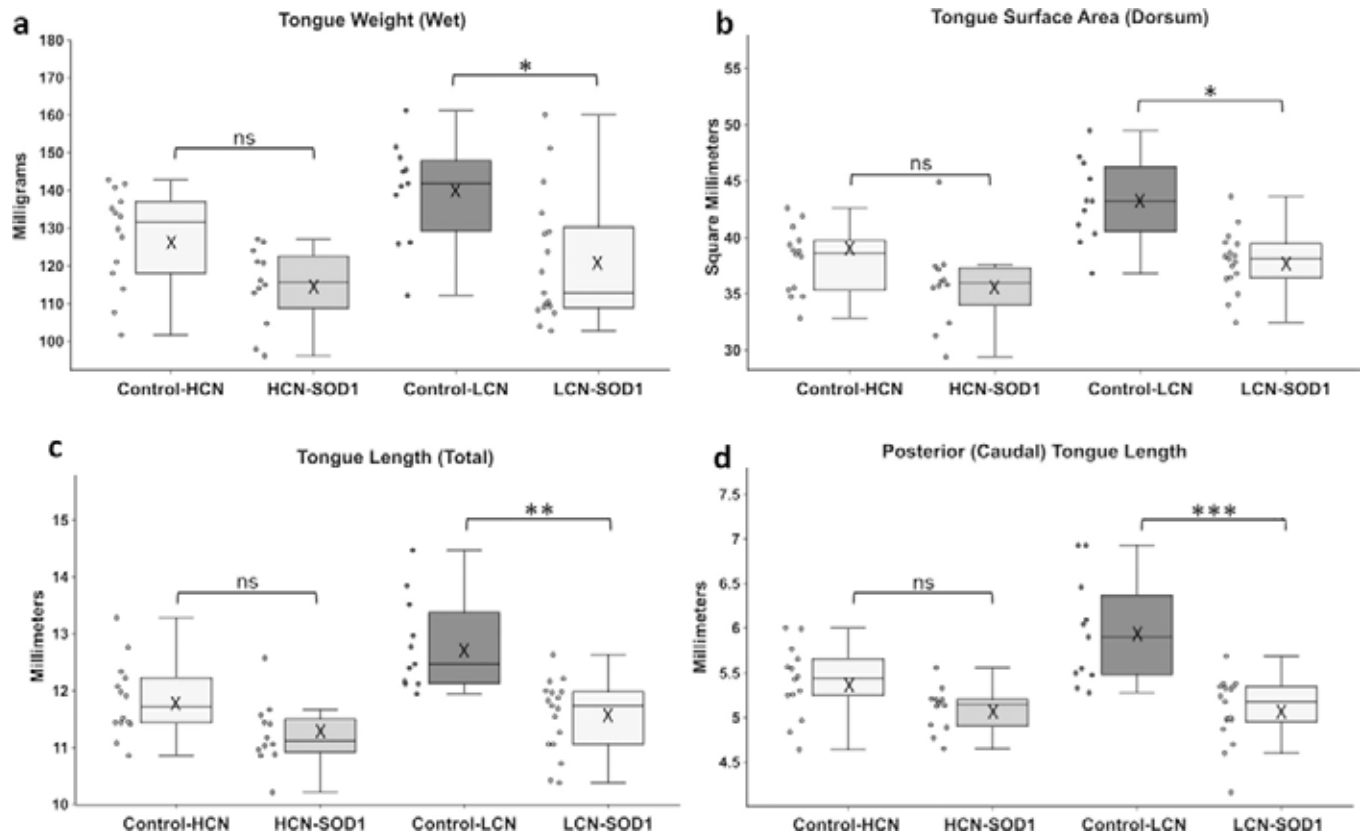 a
Tongue Weight (Wet)
180
170
160
150
140
130
120
110
100
Milligrams
ns
*
Control-HCN HCN-SOD1 Control-LCN LCN-SOD1
b
Tongue Surface Area (Dorsum)
55
50
45
40
35
30
Square Millimeters
ns
*
Control-HCN HCN-SOD1 Control-LCN LCN-SOD1
c
Tongue Length (Total)
15
14
13
12
11
10
Millimeters
ns
**
Control-HCN HCN-SOD1 Control-LCN LCN-SOD1
d
Posterior (Caudal) Tongue Length
7.5
7
6.5
6
5.5
5
4.5
Millimeters
ns
***
Control-HCN HCN-SOD1 Control-LCN LCN-SOD1